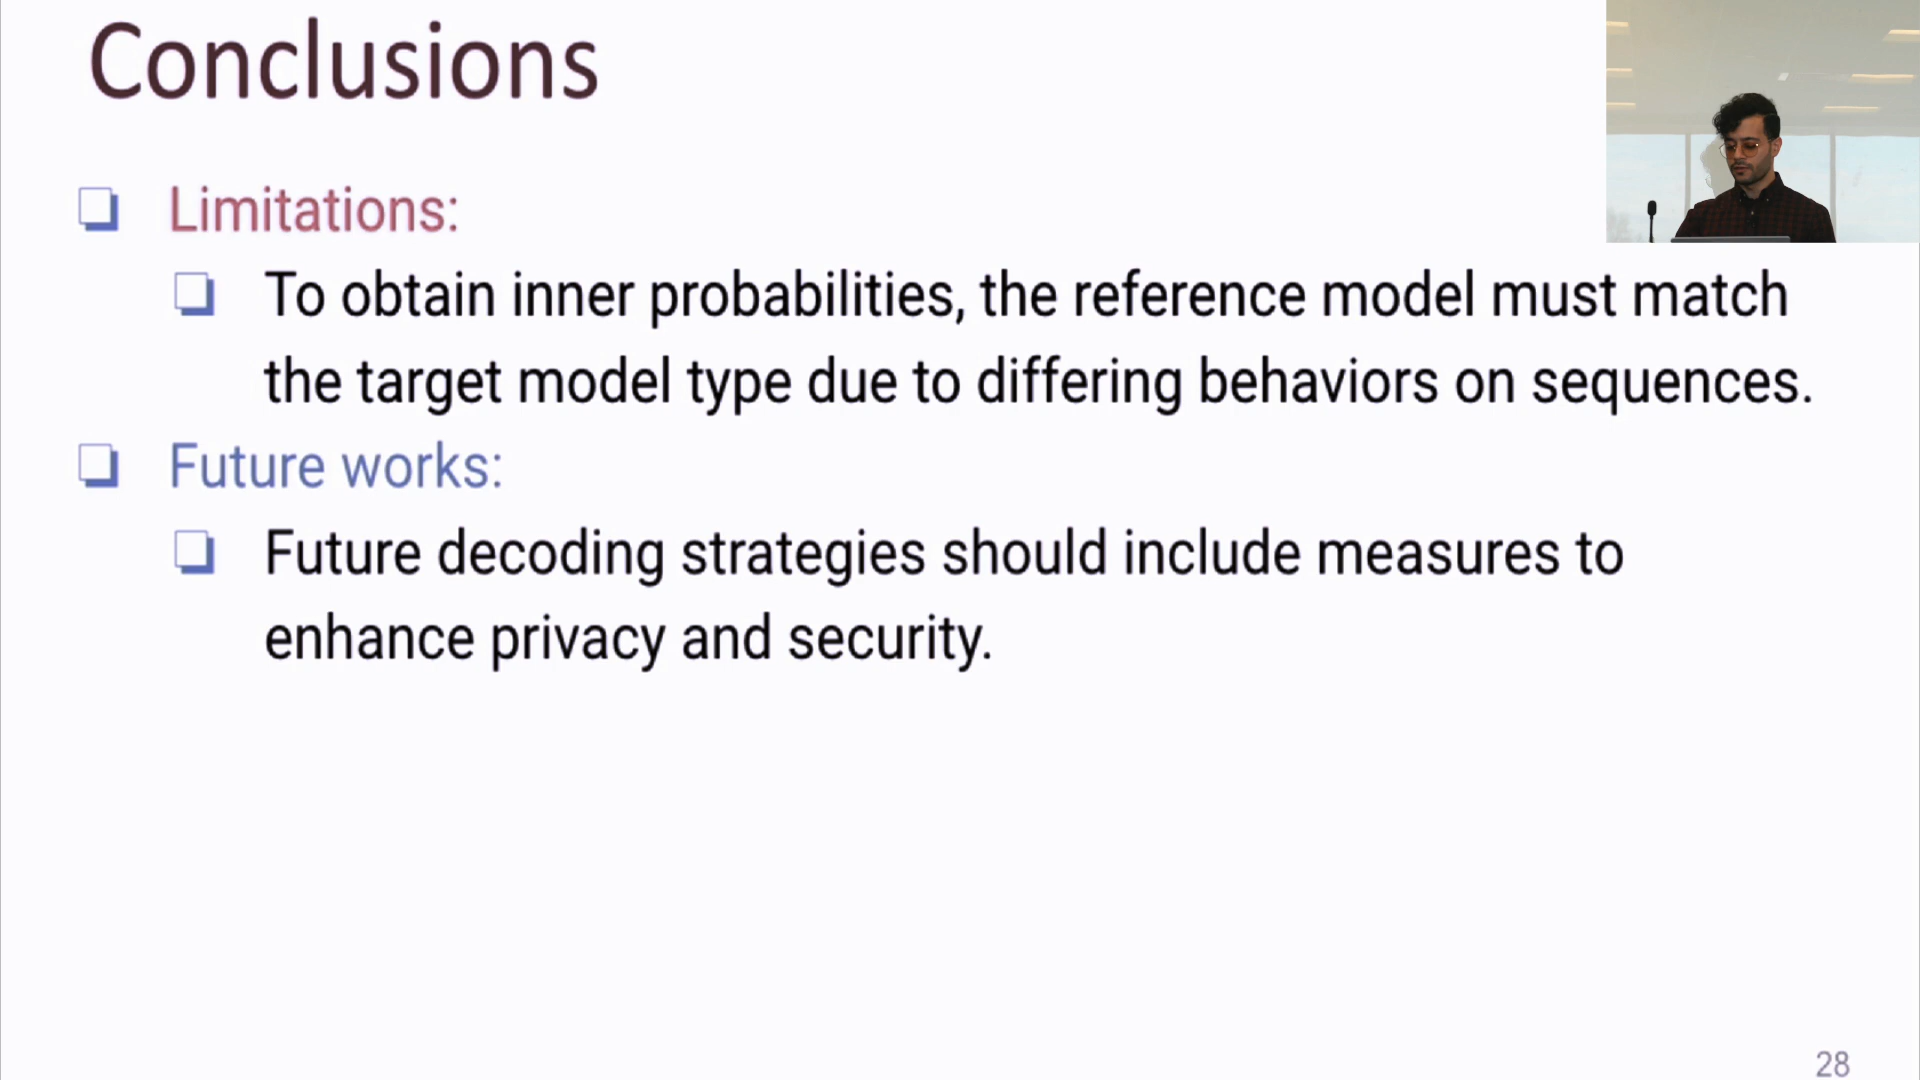 Conclusions
Limitations:
To obtain inner probabilities, the reference model must match
the target model type due to differing behaviors on sequences.
Future works:
Future decoding strategies should include measures to
enhance privacy and security.
28